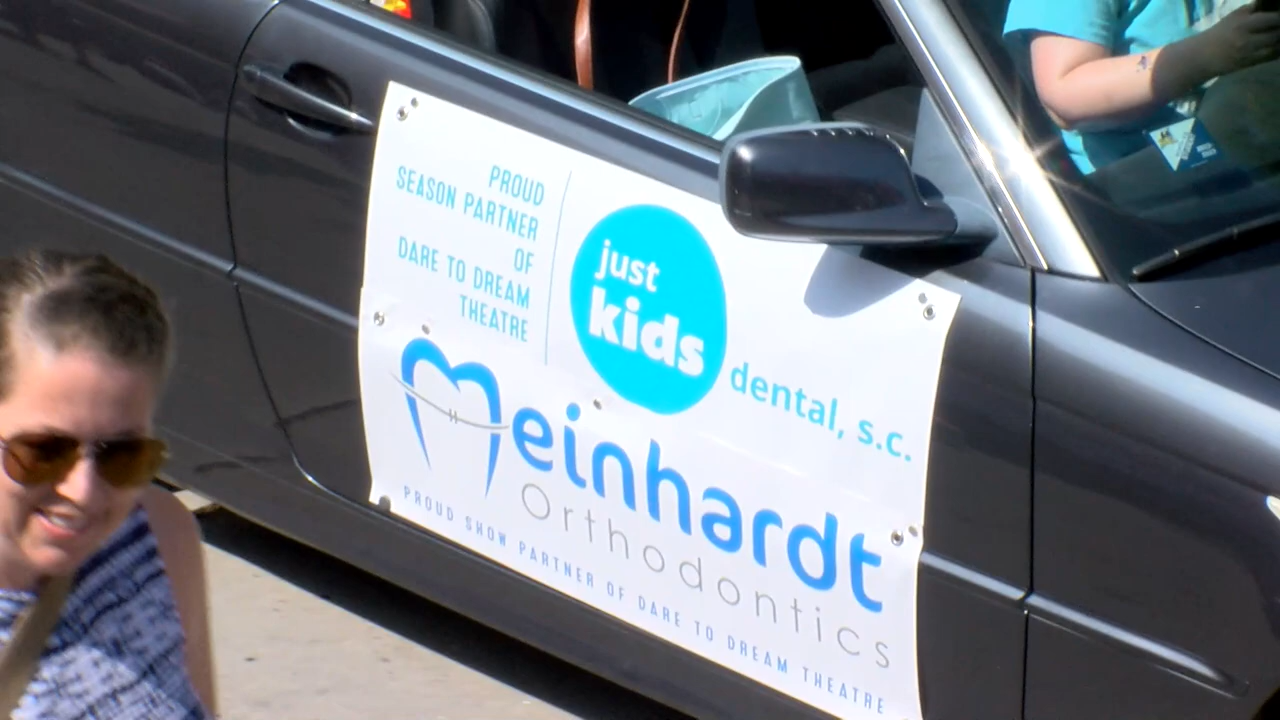 PROUD
SEASON PARTNER
OF
DARE TO DREAM
THEATRE
just
kids
dental, s.c.
Meinhardt
Orthodontics
PROUD SHOW PARTNER OF DARE TO DREAM THEATRE